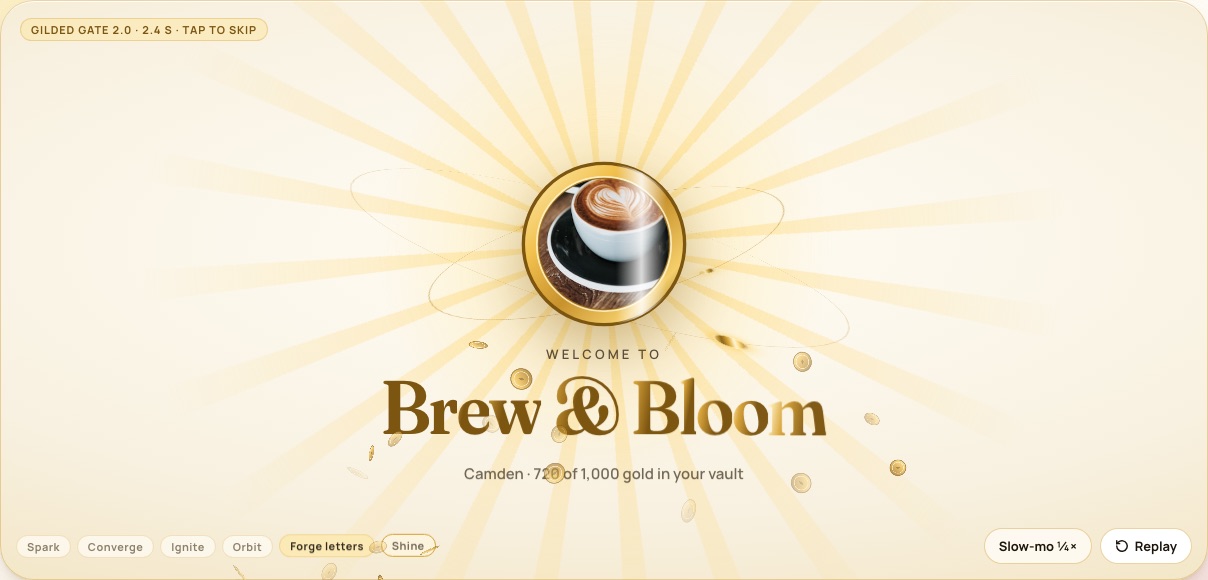 GILDED GATE 2.0 · 2.4 S · TAP TO SKIP
WELCOME TO
Brew & Bloom
Camden · 720 of 1,000 gold in your vault
Spark
Converge
Ignite
Orbit
Forge letters
Shine
Slow-mo ¼×
Replay